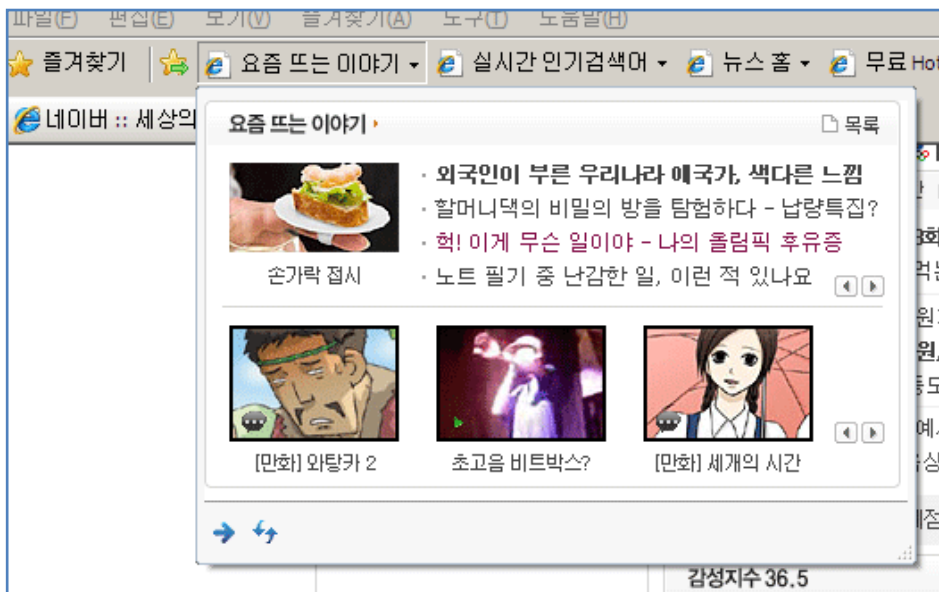 파일(F) 편집(E) 보기(V) 즐겨찾기(A) 도구(T) 도움말(H)
즐겨찾기 요즘 뜨는 이야기 실시간 인기검색어 뉴스 홈 무료 Hot
네이버 :: 세상의
요즘 뜨는 이야기 목록
· 외국인이 부른 우리나라 애국가, 색다른 느낌
· 할머니댁의 비밀의 방을 탐험하다 - 납량특집?
· 헉! 이게 무슨 일이야 - 나의 올림픽 후유증
· 노트 필기 중 난감한 일, 이런 적 있나요
손가락 접시
[만화] 와탕카 2 초고음 비트박스? [만화] 세개의 시간
감성지수 36.5